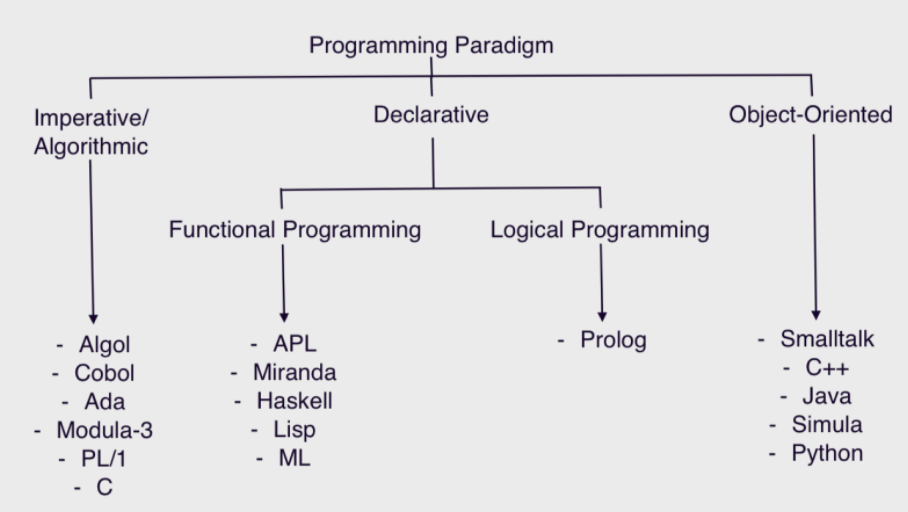 Programming Paradigm
Imperative/
Algorithmic
Declarative
Object-Oriented
Functional Programming
Logical Programming
- Algol
- Cobol
- Ada
- Modula-3
- PL/1
- C
- APL
- Miranda
- Haskell
- Lisp
- ML
- Prolog
- Smalltalk
- C++
- Java
- Simula
- Python